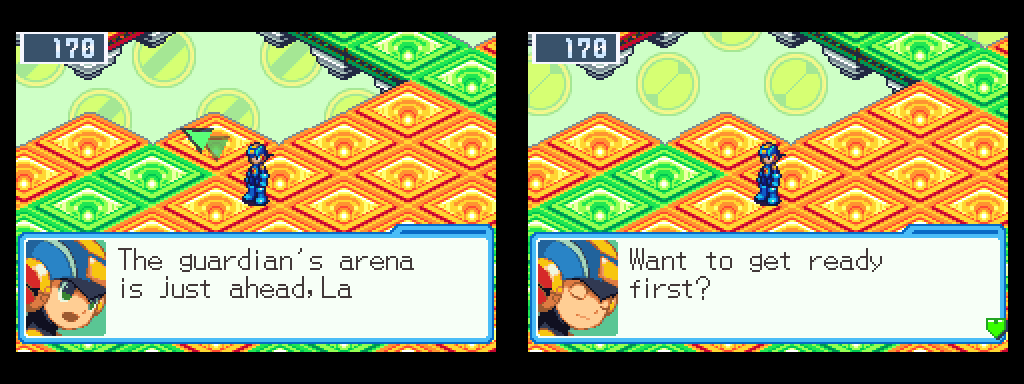 170
The guardian's arena
is just ahead,La
170
Want to get ready
first?